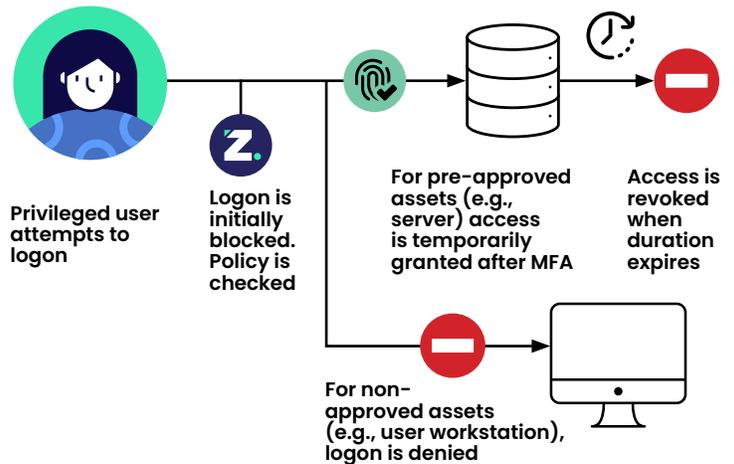 Privileged user
attempts to
logon
Z.
Logon is
initially
blocked.
Policy is
checked
For pre-approved
assets (e.g.,
server) access
is temporarily
granted after MFA
Access is
revoked
when
duration
expires
For non-
approved assets
(e.g., user workstation),
logon is denied